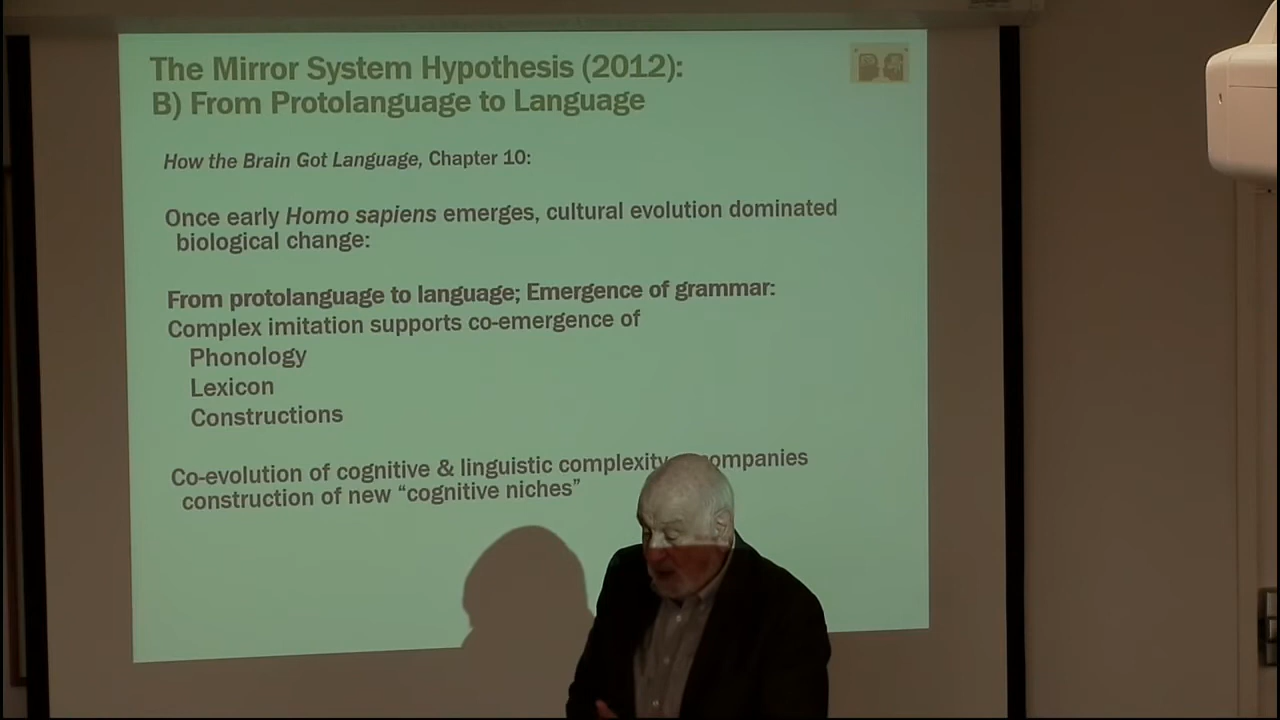 The Mirror System Hypothesis (2012):
B) From Protolanguage to Language
How the Brain Got Language, Chapter 10:
Once early Homo sapiens emerges, cultural evolution dominated
biological change:
From protolanguage to language; Emergence of grammar:
Complex imitation supports co-emergence of
Phonology
Lexicon
Constructions
Co-evolution of cognitive & linguistic complexity
construction of new “cognitive niches”